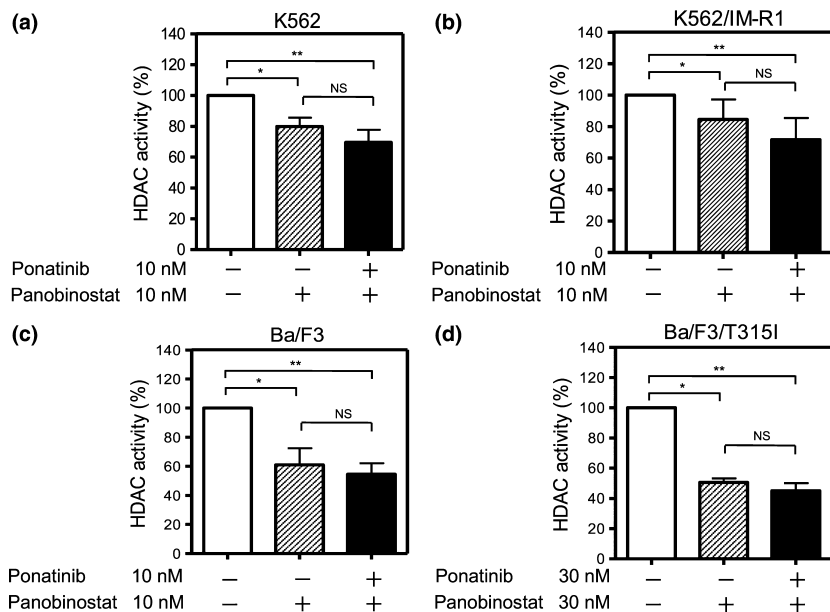 (a)
K562
140
120
100
80
60
40
20
0
HDAC activity (%)
**
*
NS
Ponatinib 10 nM – – +
Panobinostat 10 nM – + +
(b)
K562/IM-R1
140
120
100
80
60
40
20
0
HDAC activity (%)
**
*
NS
Ponatinib 10 nM – – +
Panobinostat 10 nM – + +
(c)
Ba/F3
140
120
100
80
60
40
20
0
HDAC activity (%)
**
*
NS
Ponatinib 10 nM – – +
Panobinostat 10 nM – + +
(d)
Ba/F3/T315I
140
120
100
80
60
40
20
0
HDAC activity (%)
**
*
NS
Ponatinib 30 nM – – +
Panobinostat 30 nM – + +